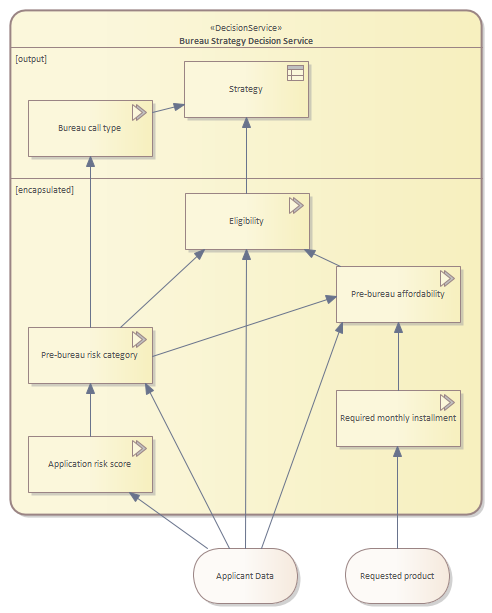 «DecisionService»
Bureau Strategy Decision Service
[output]
Strategy
Bureau call type
[encapsulated]
Eligibility
Pre-bureau affordability
Pre-bureau risk category
Required monthly installment
Application risk score
Applicant Data
Requested product